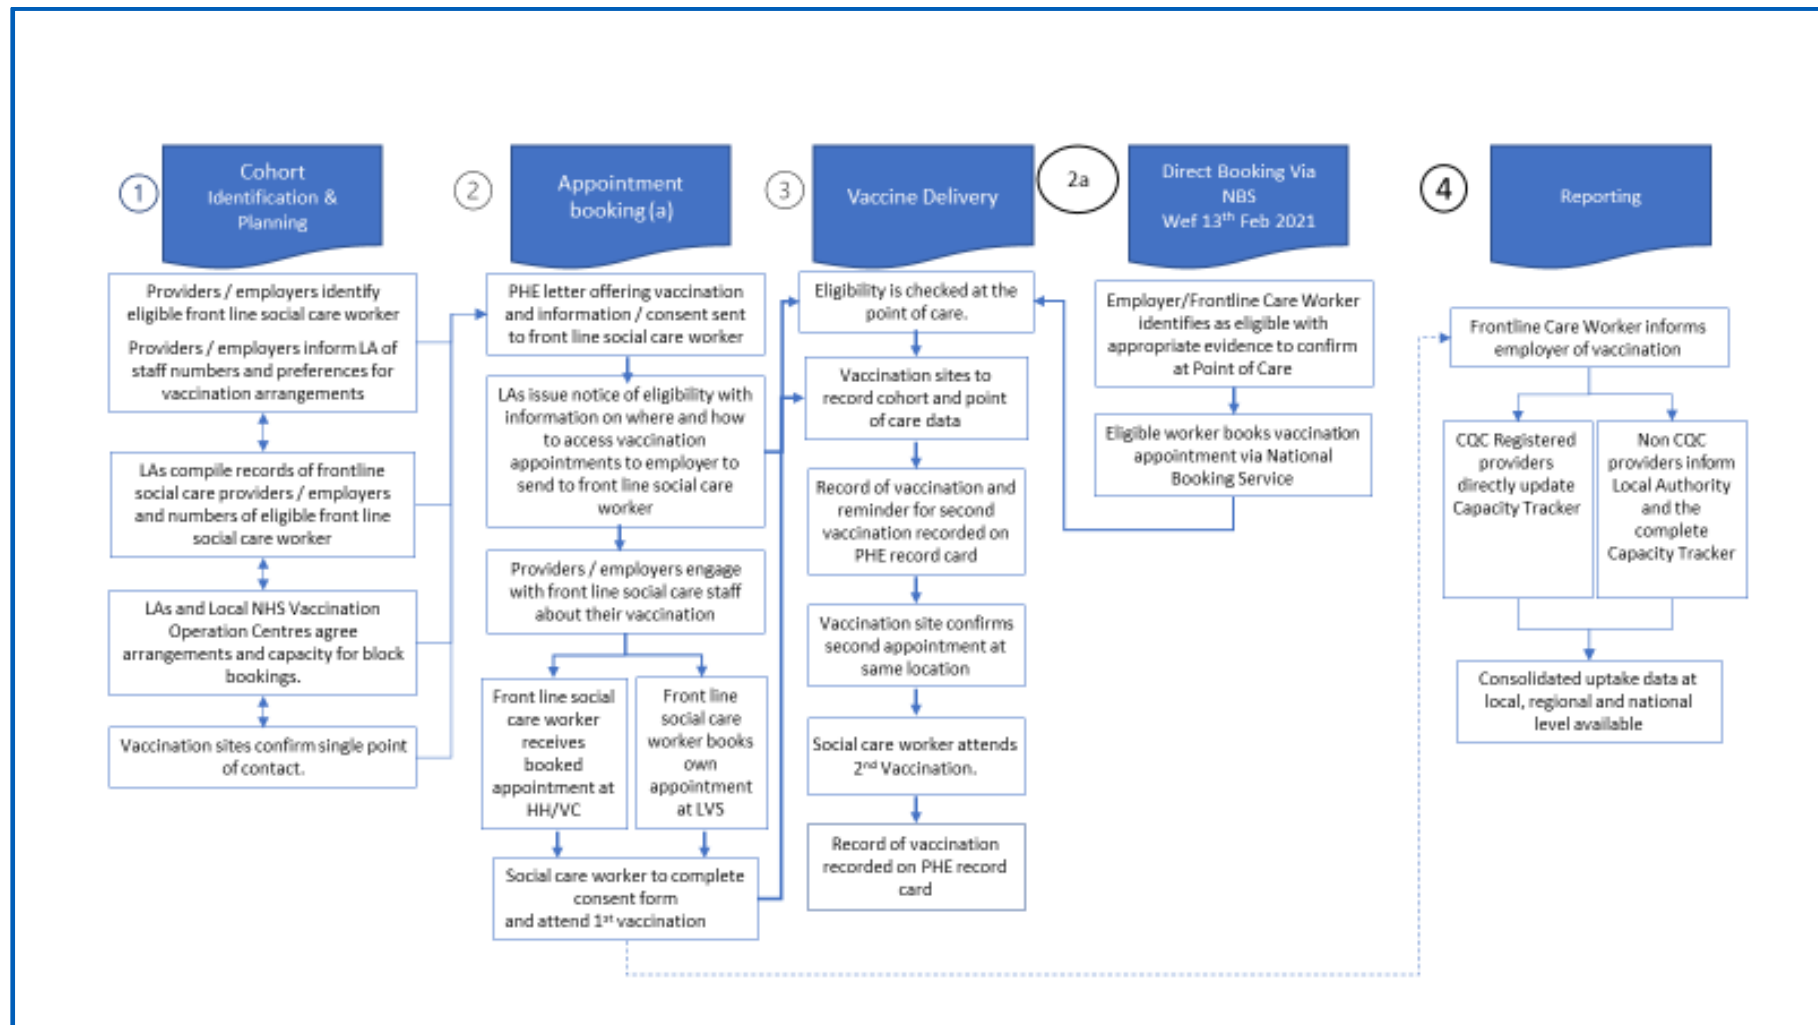 1
Cohort
Identification &
Planning
Providers / employers identify
eligible front line social care worker
Providers / employers inform LA of
staff numbers and preferences for
vaccination arrangements
LAs compile records of frontline
social care providers / employers
and numbers of eligible front line
social care worker
LAs and Local NHS Vaccination
Operation Centres agree
arrangements and capacity for block
bookings.
Vaccination sites confirm single point
of contact.
2
Appointment
booking (a)
PHE letter offering vaccination
and information / consent sent
to front line social care worker
LAs issue notice of eligibility with
information on where and how
to access vaccination
appointments to employer to
send to front line social care
worker
Providers / employers engage
with front line social care staff
about their vaccination
Front line social
care worker
receives
booked
appointment at
HH/VC
Front line
social care
worker books
own
appointment
at LVS
Social care worker to complete
consent form
and attend 1st vaccination
3
Vaccine Delivery
Eligibility is checked at the
point of care.
Vaccination sites to
record cohort and point
of care data
Record of vaccination and
reminder for second
vaccination recorded on
PHE record card
Vaccination site confirms
second appointment at
same location
Social care worker attends
2nd Vaccination.
Record of vaccination
recorded on PHE record
card
2a
Direct Booking Via
NBS
Wef 13th Feb 2021
Employer/Frontline Care Worker
identifies as eligible with
appropriate evidence to confirm
at Point of Care
Eligible worker books vaccination
appointment via National
Booking Service
4
Reporting
Frontline Care Worker informs
employer of vaccination
CQC Registered
providers
directly update
Capacity Tracker
Non CQC
providers inform
Local Authority
and the
complete
Capacity Tracker
Consolidated uptake data at
local, regional and national
level available